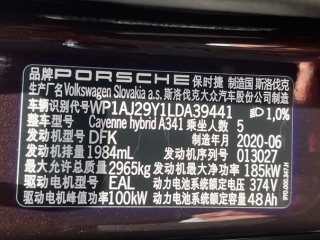 品牌 PORSCHE 保时捷 制造国 斯洛伐克
生产厂名 Volkswagen Slovakia a.s. 斯洛伐克大众汽车股份公司制造
车辆识别代号 WP1AJ29Y1LDA39441 1,0%
车型 Cayenne hybrid A341 乘坐人数 5
发动机型号 DFK 制造年月 2020-06
发动机排量 1984mL 发动机号 013027
最大允许总质量 2965kg 发动机最大净功率 185kW
驱动电机型号 EAL 动力电池系统额定电压 374V
驱动电机峰值功率 100kW 动力电池系统额定容量 48Ah